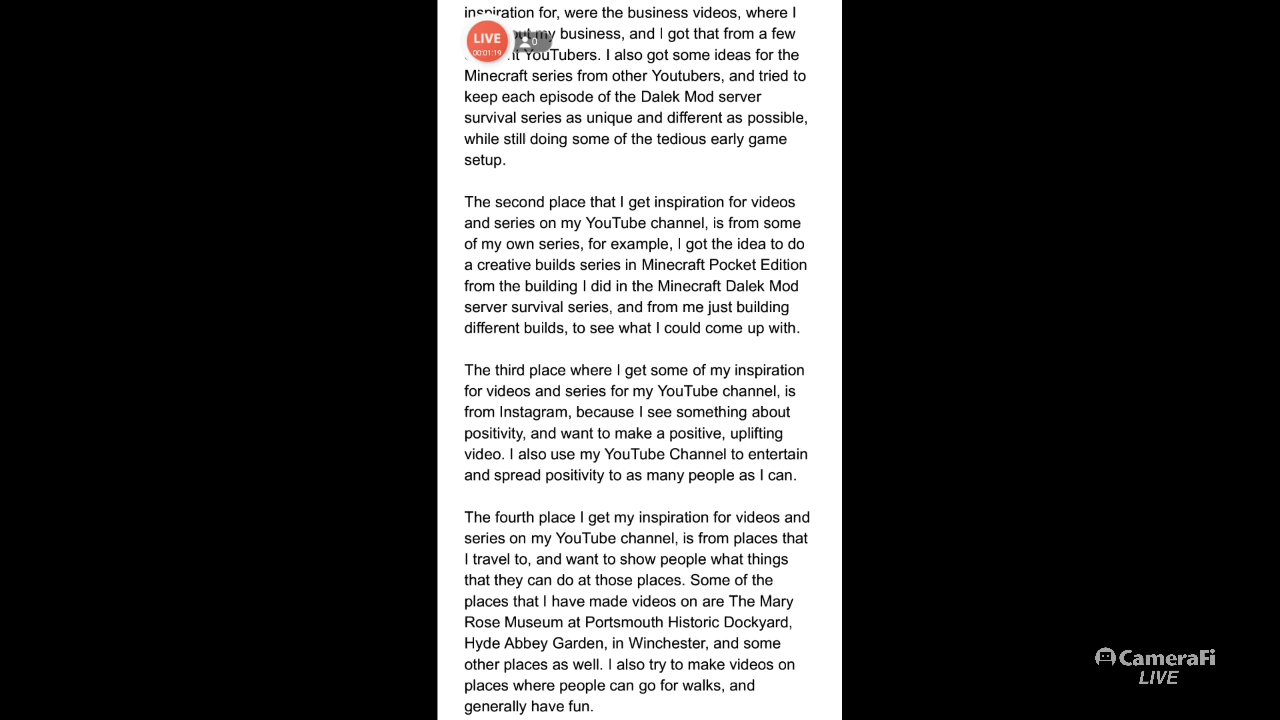 inspiration for, were the business videos, where I
my business, and I got that from a few
YouTubers. I also got some ideas for the
Minecraft series from other Youtubers, and tried to
keep each episode of the Dalek Mod server
survival series as unique and different as possible,
while still doing some of the tedious early game
setup.
The second place that I get inspiration for videos
and series on my YouTube channel, is from some
of my own series, for example, I got the idea to do
a creative builds series in Minecraft Pocket Edition
from the building I did in the Minecraft Dalek Mod
server survival series, and from me just building
different builds, to see what I could come up with.
The third place where I get some of my inspiration
for videos and series for my YouTube channel, is
from Instagram, because I see something about
positivity, and want to make a positive, uplifting
video. I also use my YouTube Channel to entertain
and spread positivity to as many people as I can.
The fourth place I get my inspiration for videos and
series on my YouTube channel, is from places that
I travel to, and want to show people what things
that they can do at those places. Some of the
places that I have made videos on are The Mary
Rose Museum at Portsmouth Historic Dockyard,
Hyde Abbey Garden, in Winchester, and some
other places as well. I also try to make videos on
places where people can go for walks, and
generally have fun.
LIVE
00:01:19
0
CameraFi
LIVE